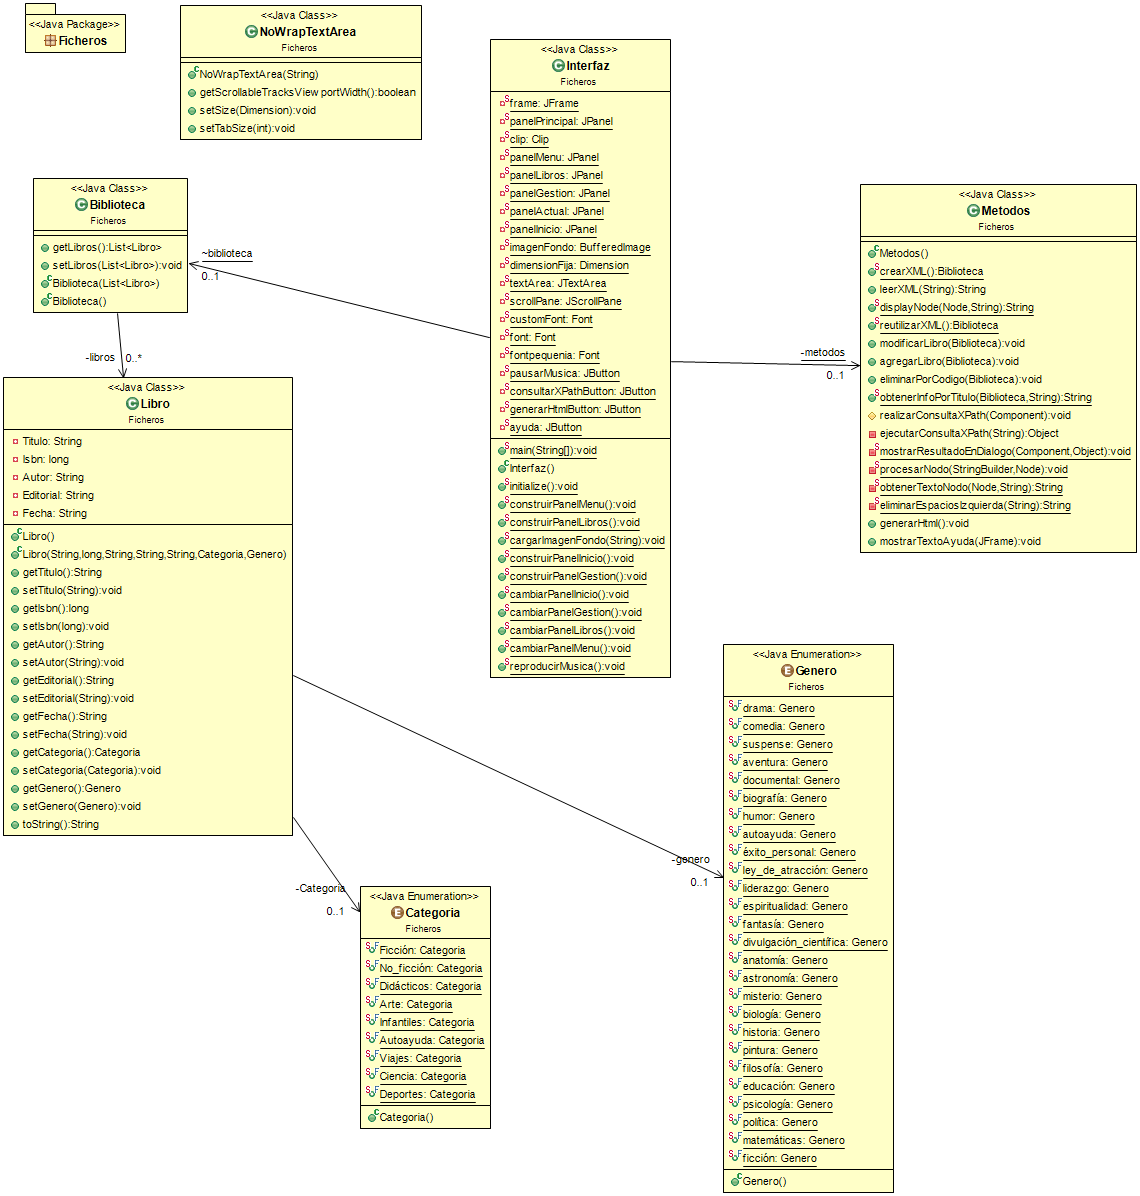 <<Java Package>>
Ficheros
<<Java Class>>
NoWrapTextArea
Ficheros
NoWrapTextArea(String)
getScrollableTracksViewportWidth():boolean
setSize(Dimension):void
setTabSize(int):void
<<Java Class>>
Biblioteca
Ficheros
getLibros():List<Libro>
setLibros(List<Libro>):void
Biblioteca(List<Libro>)
Biblioteca()
~biblioteca
0..1
-libros
0..*
<<Java Class>>
Libro
Ficheros
Titulo: String
Isbn: long
Autor: String
Editorial: String
Fecha: String
Libro()
Libro(String,long,String,String,String,Categoria,Genero)
getTitulo():String
setTitulo(String):void
getIsbn():long
setIsbn(long):void
getAutor():String
setAutor(String):void
getEditorial():String
setEditorial(String):void
getFecha():String
setFecha(String):void
getCategoria():Categoria
setCategoria(Categoria):void
getGenero():Genero
setGenero(Genero):void
toString():String
<<Java Class>>
Interfaz
Ficheros
frame: JFrame
panelPrincipal: JPanel
clip: Clip
panelMenu: JPanel
panelLibros: JPanel
panelGestion: JPanel
panelActual: JPanel
panelInicio: JPanel
imagenFondo: BufferedImage
dimensionFija: Dimension
textArea: JTextArea
scrollPane: JScrollPane
customFont: Font
font: Font
fontpequenia: Font
pausarMusica: JButton
consultarXPathButton: JButton
generarHtmlButton: JButton
ayuda: JButton
main(String[]):void
Interfaz()
initialize():void
construirPanelMenu():void
construirPanelLibros():void
cargarImagenFondo(String):void
construirPanelInicio():void
construirPanelGestion():void
cambiarPanelInicio():void
cambiarPanelGestion():void
cambiarPanelLibros():void
cambiarPanelMenu():void
reproducirMusica():void
-metodos
0..1
<<Java Class>>
Metodos
Ficheros
Metodos()
crearXML():Biblioteca
leerXML(String):String
displayNode(Node,String):String
reutilizarXML():Biblioteca
modificarLibro(Biblioteca):void
agregarLibro(Biblioteca):void
eliminarPorCodigo(Biblioteca):void
obtenerInfoPorTitulo(Biblioteca,String):String
realizarConsultaXPath(Component):void
ejecutarConsultaXPath(String):Object
mostrarResultadoEnDialogo(Component,Object):void
procesarNodo(StringBuilder,Node):void
obtenerTextoNodo(Node,String):String
eliminarEspaciosIzquierda(String):String
generarHtml():void
mostrarTextoAyuda(JFrame):void
-Categoria
0..1
<<Java Enumeration>>
Categoria
Ficheros
Ficción: Categoria
No_ficción: Categoria
Didácticos: Categoria
Arte: Categoria
Infantiles: Categoria
Autoayuda: Categoria
Viajes: Categoria
Ciencia: Categoria
Deportes: Categoria
Categoria()
-genero
0..1
<<Java Enumeration>>
Genero
Ficheros
drama: Genero
comedia: Genero
suspense: Genero
aventura: Genero
documental: Genero
biografía: Genero
humor: Genero
autoayuda: Genero
éxito_personal: Genero
ley_de_atracción: Genero
liderazgo: Genero
espiritualidad: Genero
fantasía: Genero
divulgación_científica: Genero
anatomía: Genero
astronomía: Genero
misterio: Genero
biología: Genero
historia: Genero
pintura: Genero
filosofía: Genero
educación: Genero
psicología: Genero
política: Genero
matemáticas: Genero
ficción: Genero
Genero()